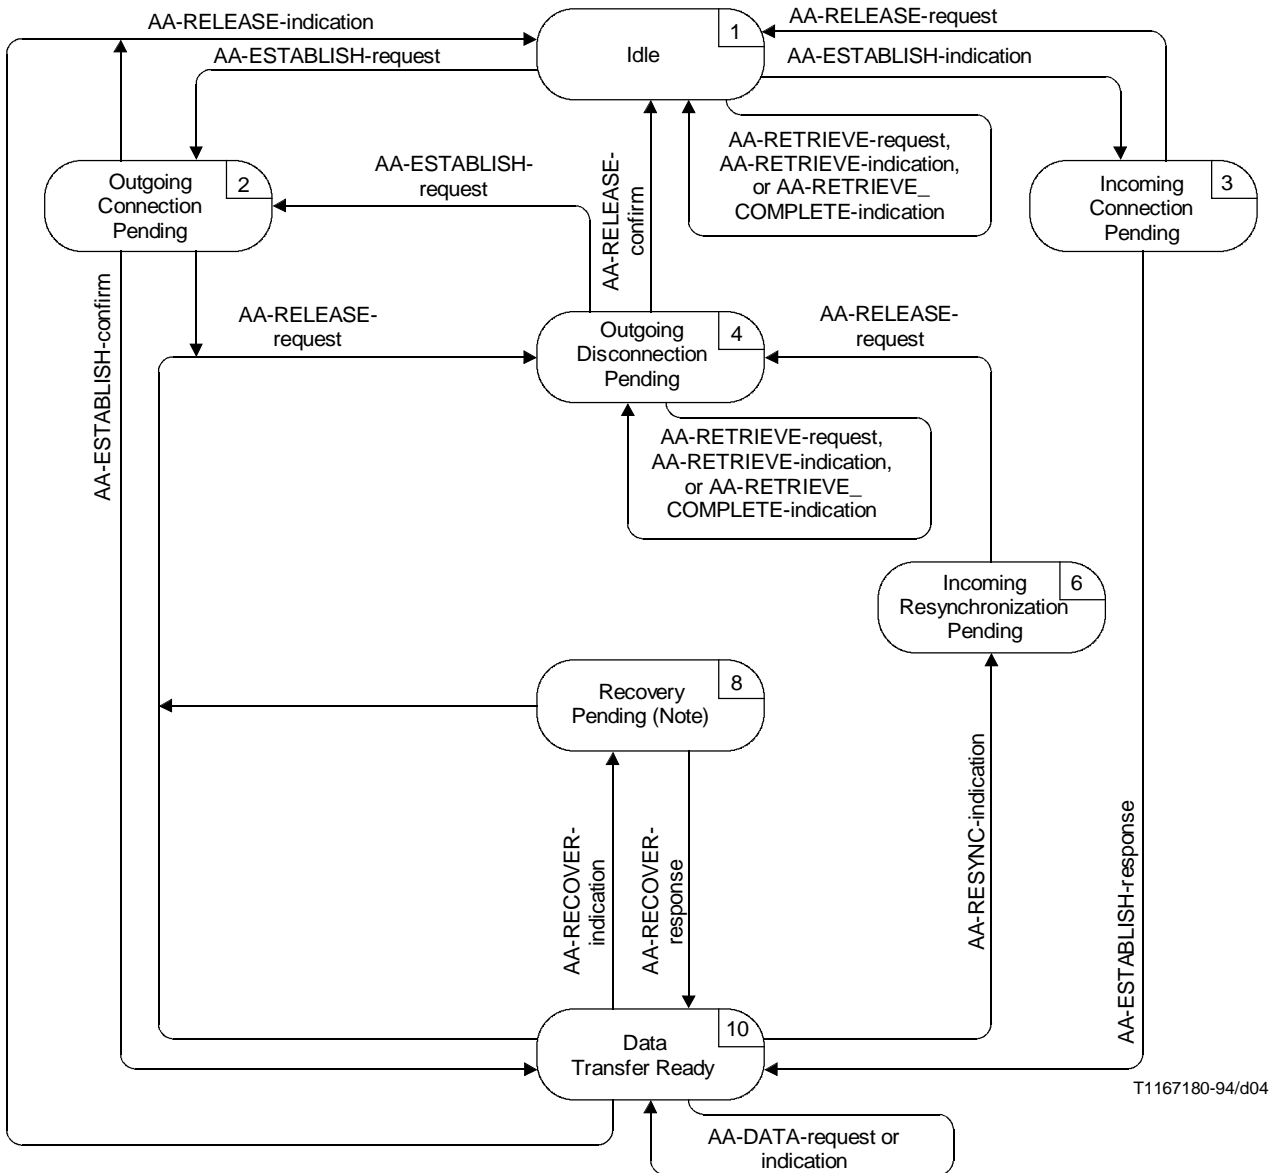 AA-RELEASE-indication
AA-ESTABLISH-request
1
Idle
AA-RELEASE-request
AA-ESTABLISH-indication
AA-RETRIEVE-request,
AA-RETRIEVE-indication,
or AA-RETRIEVE_
COMPLETE-indication
2
Outgoing
Connection
Pending
AA-ESTABLISH-
request
AA-RELEASE-
confirm
3
Incoming
Connection
Pending
AA-ESTABLISH-confirm
AA-RELEASE-
request
4
Outgoing
Disconnection
Pending
AA-RELEASE-
request
AA-RETRIEVE-request,
AA-RETRIEVE-indication,
or AA-RETRIEVE_
COMPLETE-indication
6
Incoming
Resynchronization
Pending
8
Recovery
Pending (Note)
AA-RECOVER-
indication
AA-RECOVER-
response
AA-RESYNC-indication
AA-ESTABLISH-response
10
Data
Transfer Ready
T1167180-94/d04
AA-DATA-request or
indication